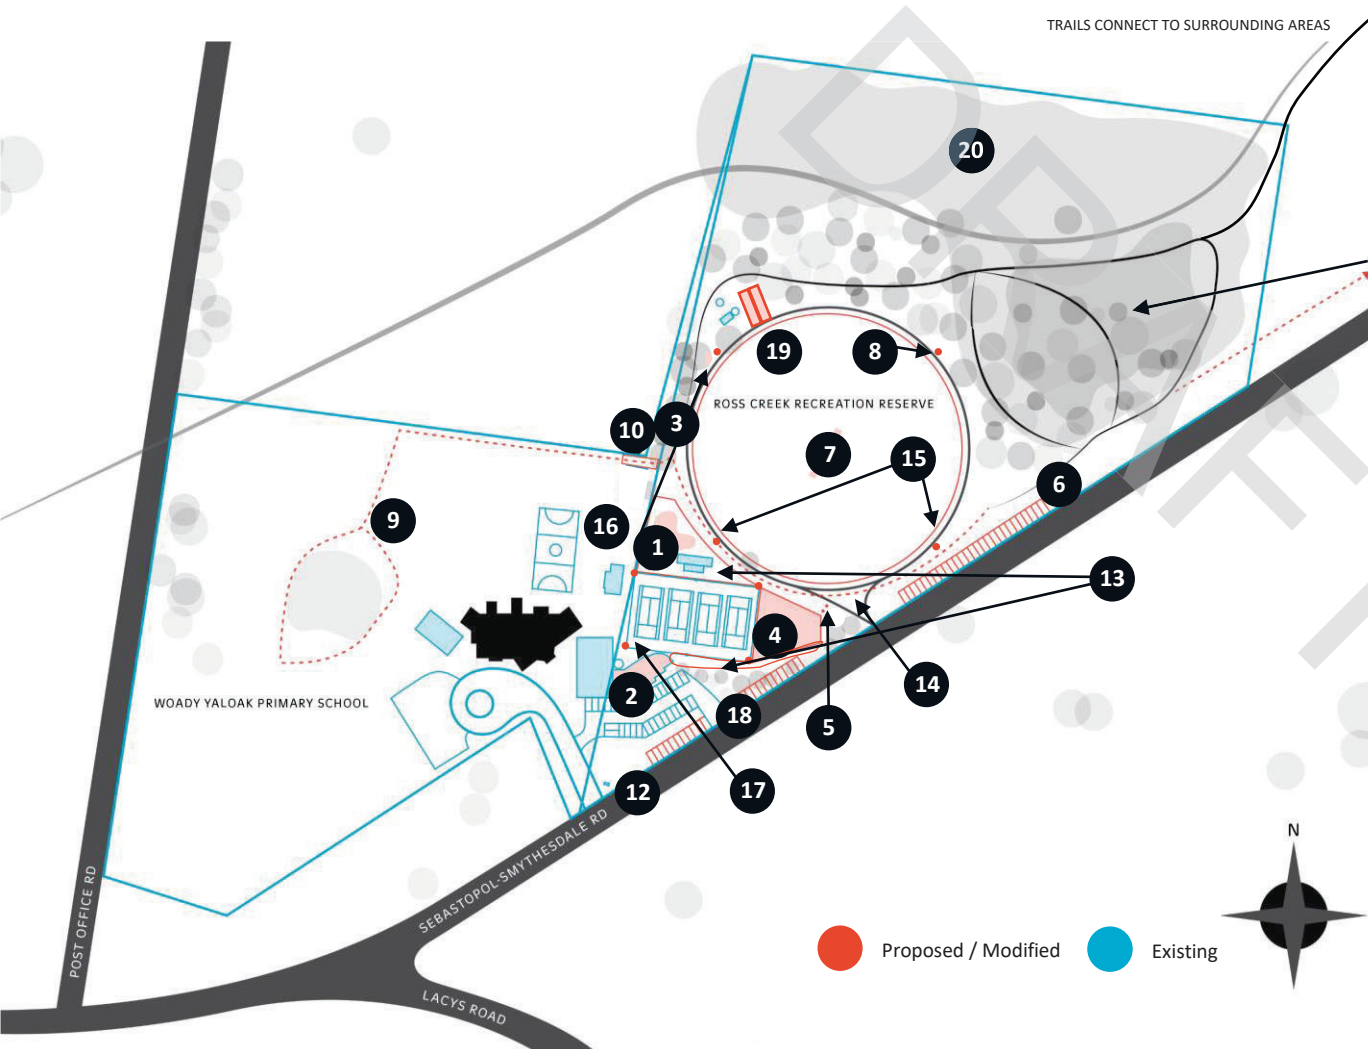 TRAILS CONNECT TO SURROUNDING AREAS
DRAFT
20
19
8
ROSS CREEK RECREATION RESERVE
10
3
7
15
6
9
16
1
13
4
14
2
18
5
WOADY YALOAK PRIMARY SCHOOL
12
17
SEBASTOPOL-SMYTHESDALE RD
POST OFFICE RD
LACYS ROAD
N
Proposed / Modified
Existing